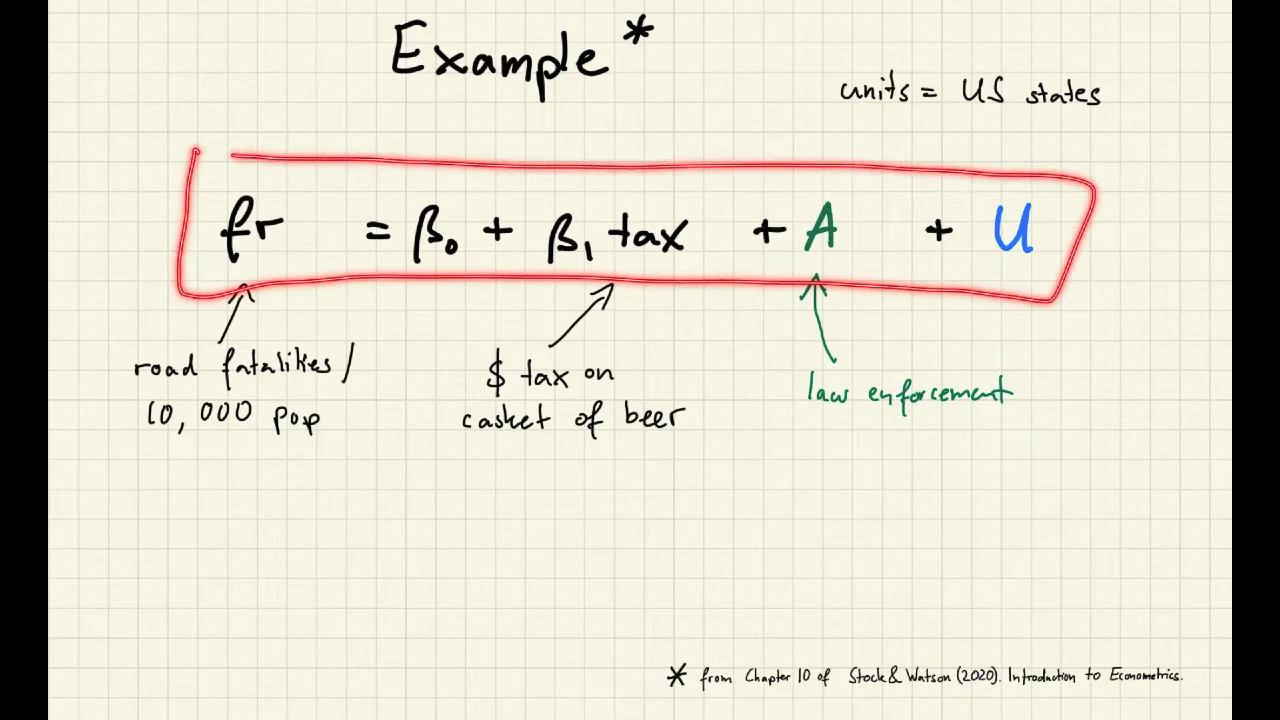 Example *
units = US states
fr = β₀ + β₁ tax + A + U
road fatalities /
10,000 pop
$ tax on
casket of beer
law enforcement
* from Chapter 10 of Stock & Watson (2020). Introduction to Econometrics.